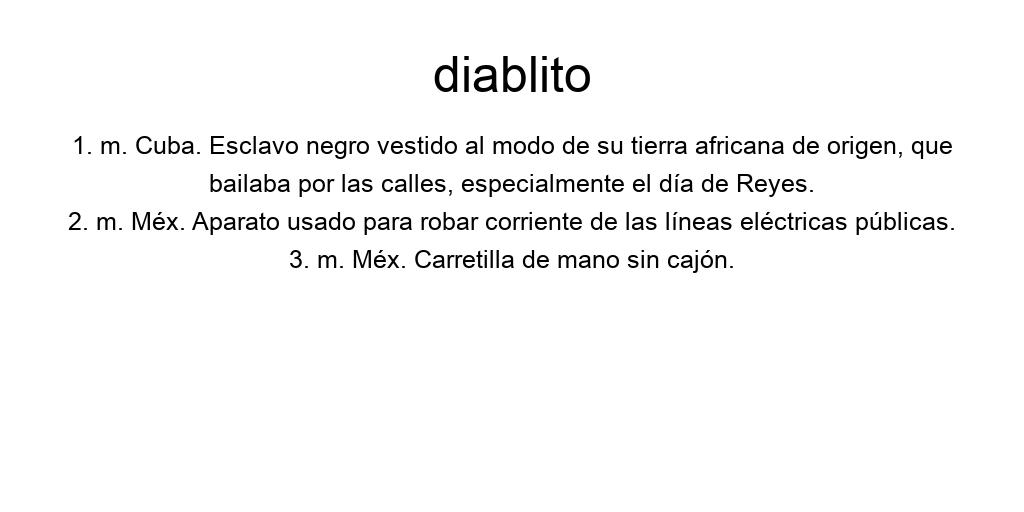 diablito
1. m. Cuba. Esclavo negro vestido al modo de su tierra africana de origen, que
bailaba por las calles, especialmente el día de Reyes.
2. m. Méx. Aparato usado para robar corriente de las líneas eléctricas públicas.
3. m. Méx. Carretilla de mano sin cajón.